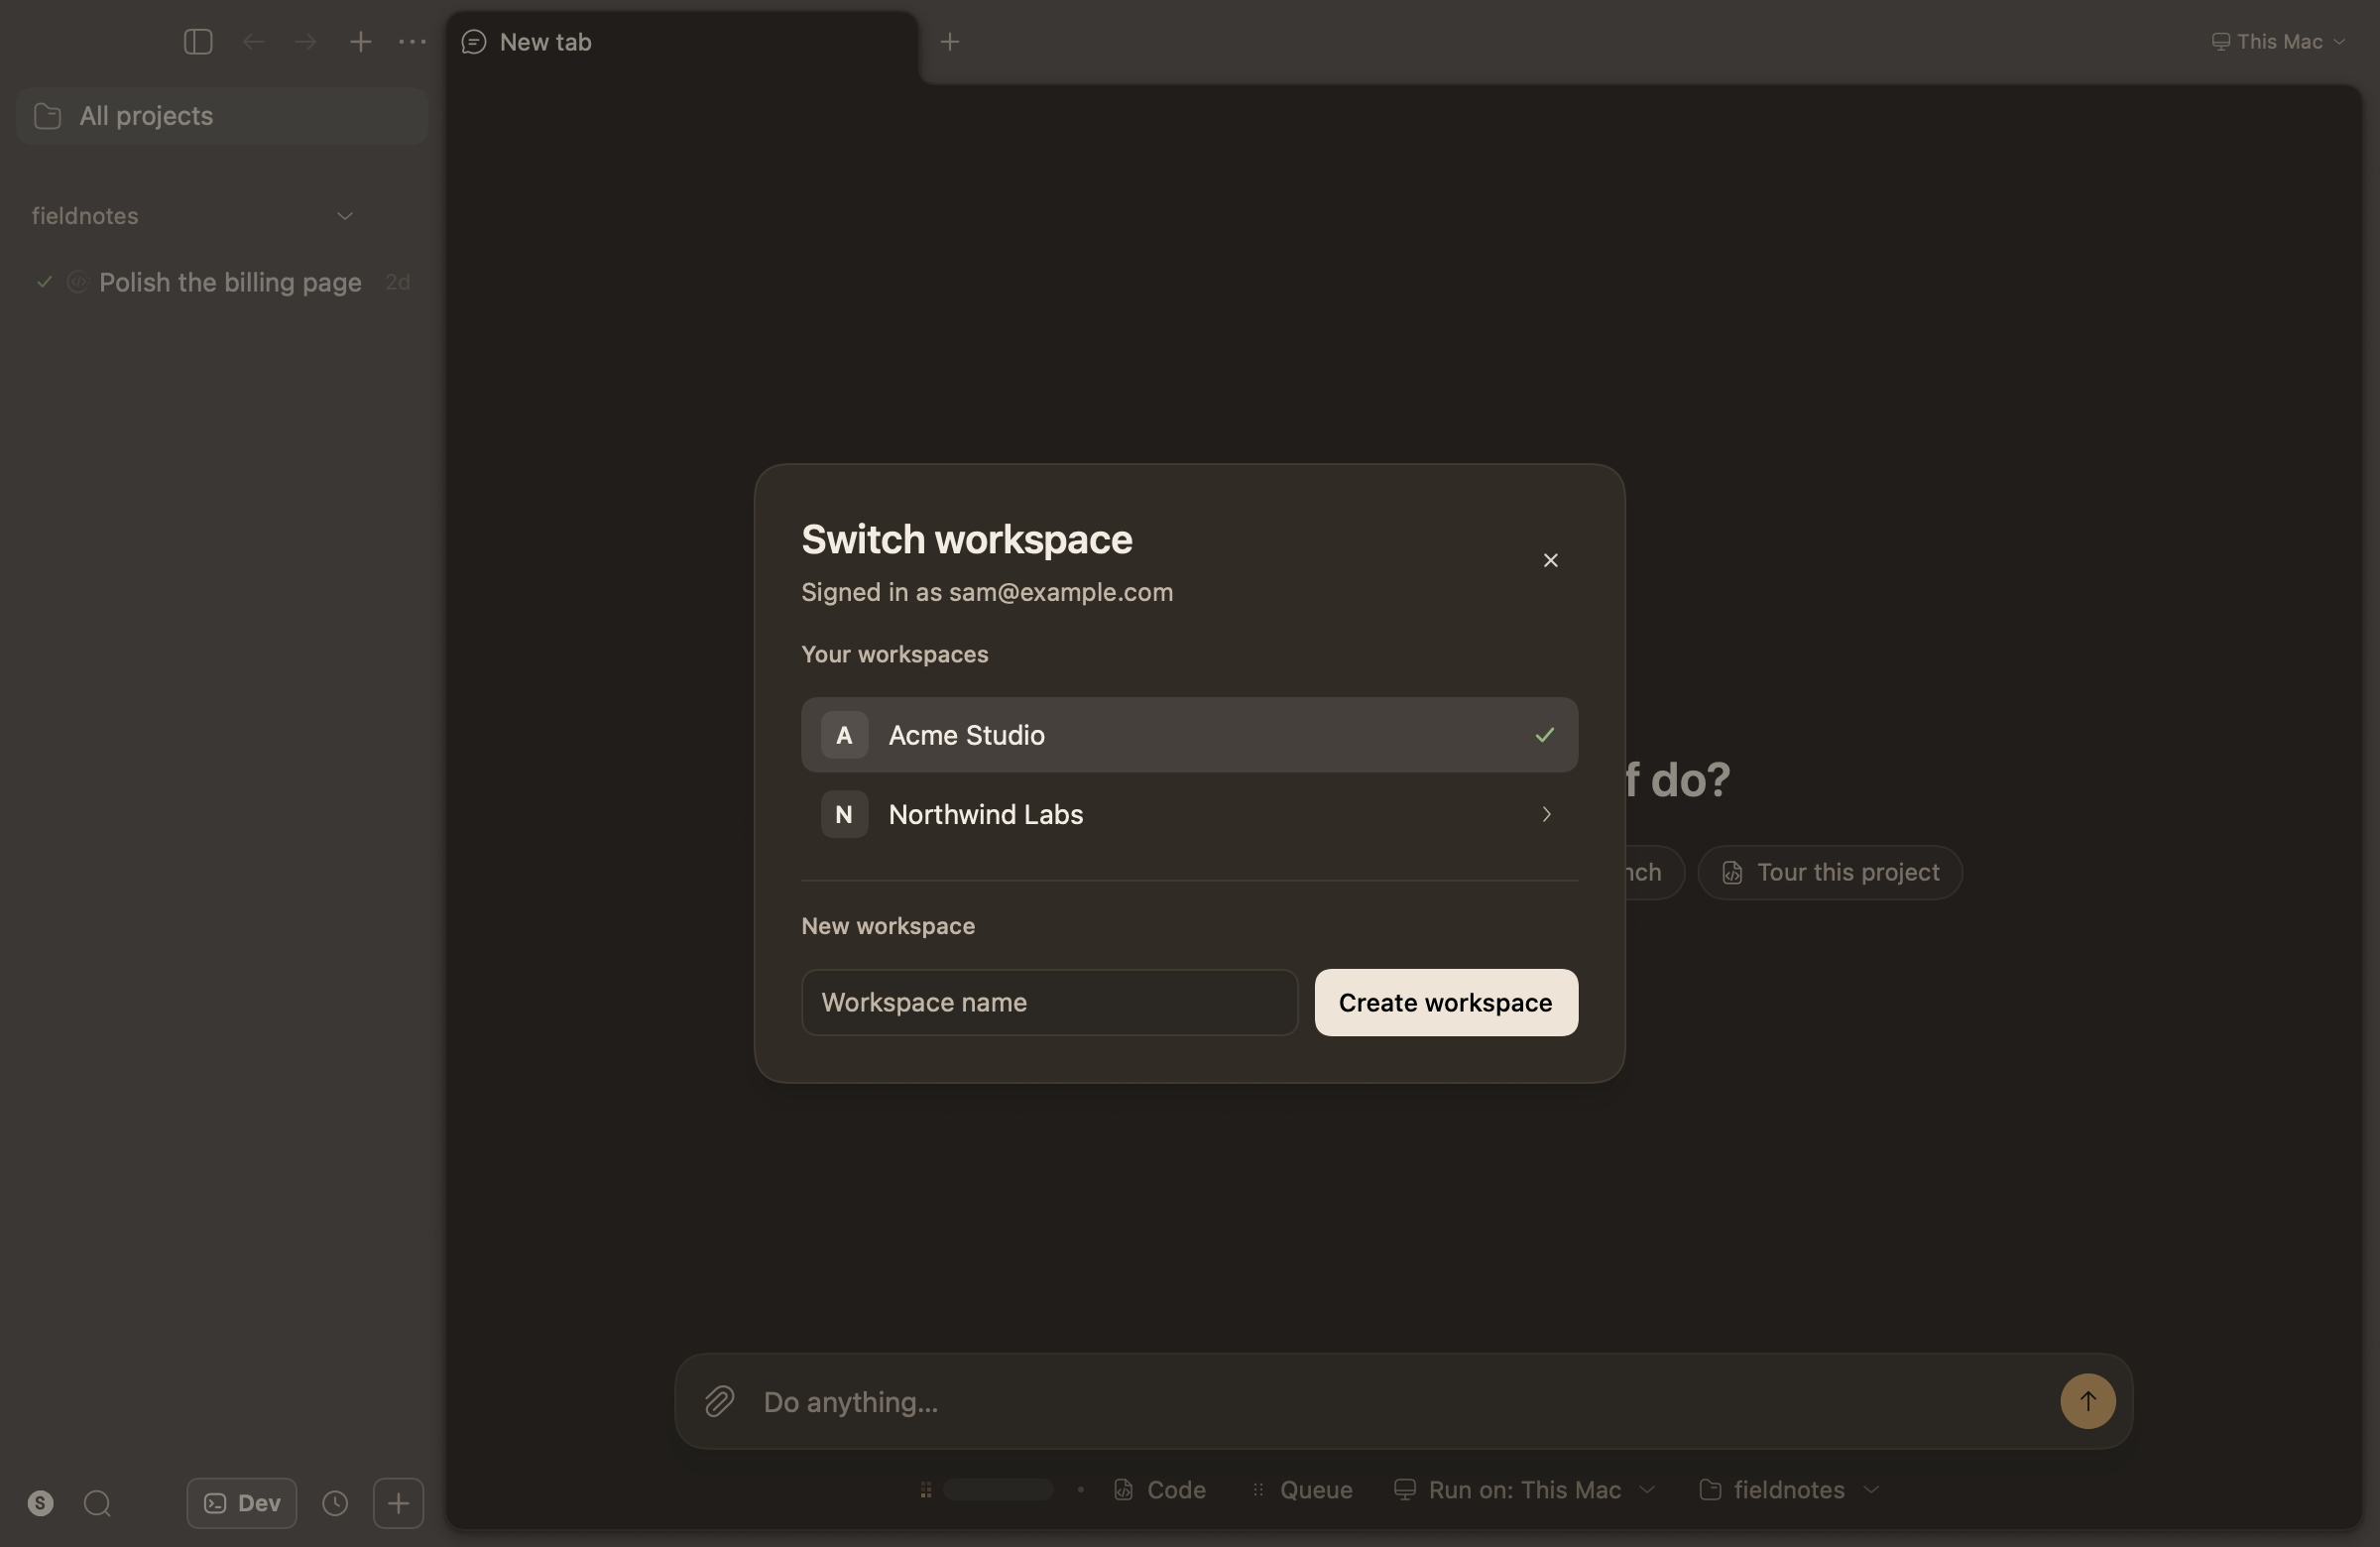 New tab
This Mac
All projects
fieldnotes
Polish the billing page 2d
Switch workspace
Signed in as sam@example.com
Your workspaces
A Acme Studio
N Northwind Labs
New workspace
Workspace name
Create workspace
do?
Tour this project
Do anything...
S
Dev
Code
Queue
Run on: This Mac
fieldnotes